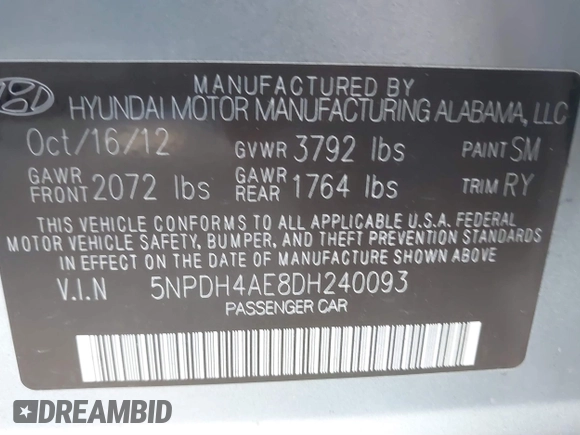 MANUFACTURED BY
HYUNDAI MOTOR MANUFACTURING ALABAMA, LLC
Oct/16/12 GVWR 3792 lbs PAINT SM
GAWR FRONT 2072 lbs GAWR REAR 1764 lbs TRIM RY
THIS VEHICLE CONFORMS TO ALL APPLICABLE U.S.A. FEDERAL
MOTOR VEHICLE SAFETY, BUMPER, AND THEFT PREVENTION STANDARDS
IN EFFECT ON THE DATE OF MANUFACTURE SHOWN ABOVE.
V.I.N 5NPDH4AE8DH240093
PASSENGER CAR
DREAMBID